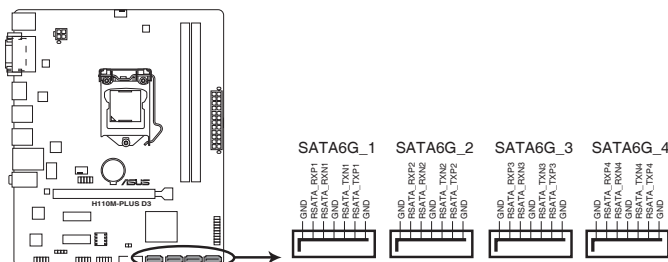 SATA6G_1
SATA6G_2
SATA6G_3
SATA6G_4
GND
RSATA_RXP1
RSATA_RXN1
GND
RSATA_TXN1
RSATA_TXP1
GND
GND
RSATA_RXP2
RSATA_RXN2
GND
RSATA_TXN2
RSATA_TXP2
GND
GND
RSATA_RXP3
RSATA_RXN3
GND
RSATA_TXN3
RSATA_TXP3
GND
GND
RSATA_RXP4
RSATA_RXN4
GND
RSATA_TXN4
RSATA_TXP4
GND
ASUS
H110M-PLUS D3